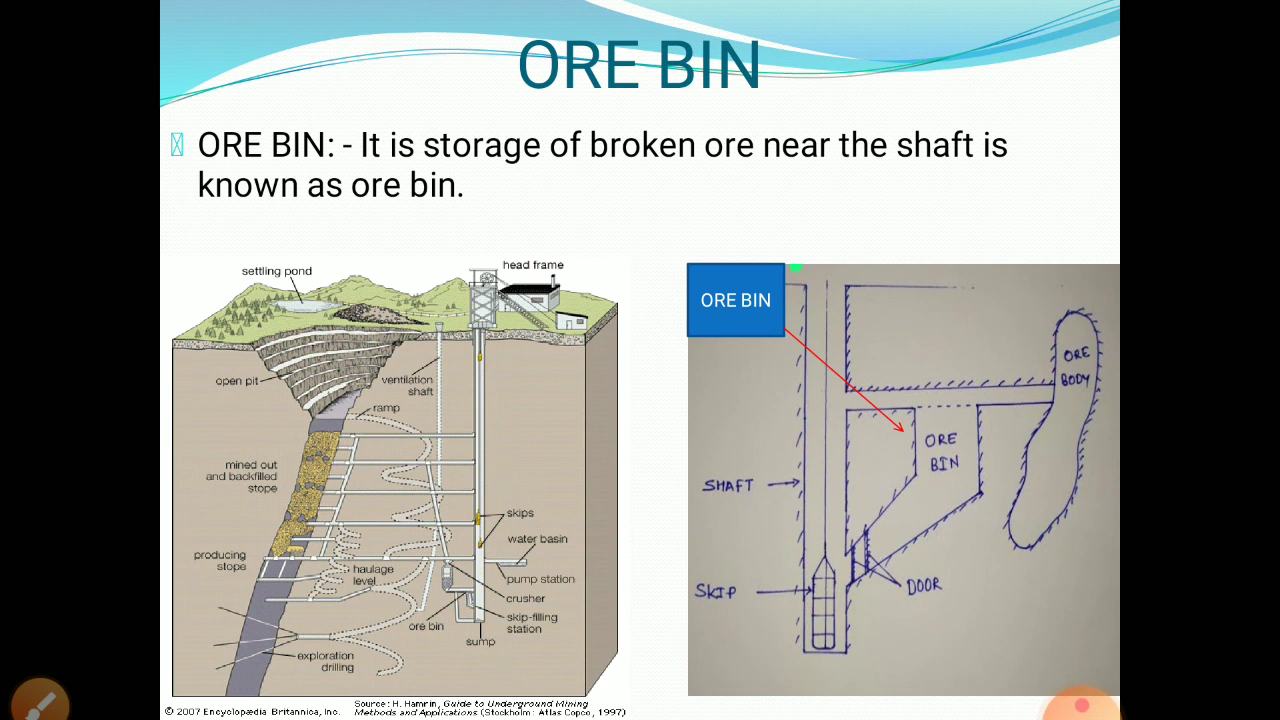 ORE BIN
ORE BIN: - It is storage of broken ore near the shaft is
known as ore bin.
settling pond
head frame
open pit
ventilation
shaft
ramp
mined out
and backfilled
stope
skips
water basin
producing
stope
haulage
level
pump station
crusher
ore bin
skip-filling
station
sump
exploration
drilling
© 2007 Encyclopædia Britannica, Inc.
Source: H. Hamrin, Guide to Underground Mining
Methods and Applications (Stockholm: Atlas Copco, 1997)
ORE BIN
ORE
BODY
ORE
BIN
SHAFT
SKIP
DOOR